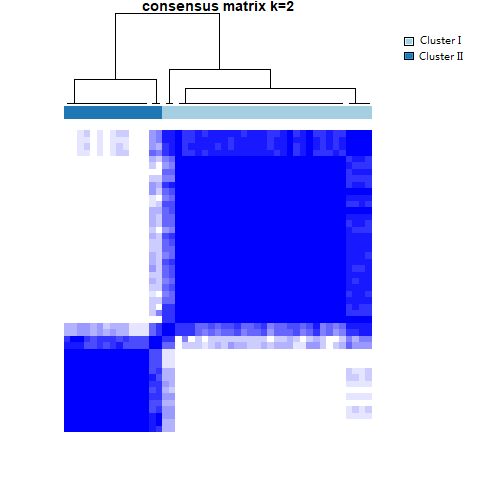 consensus matrix k=2
Cluster I
Cluster II